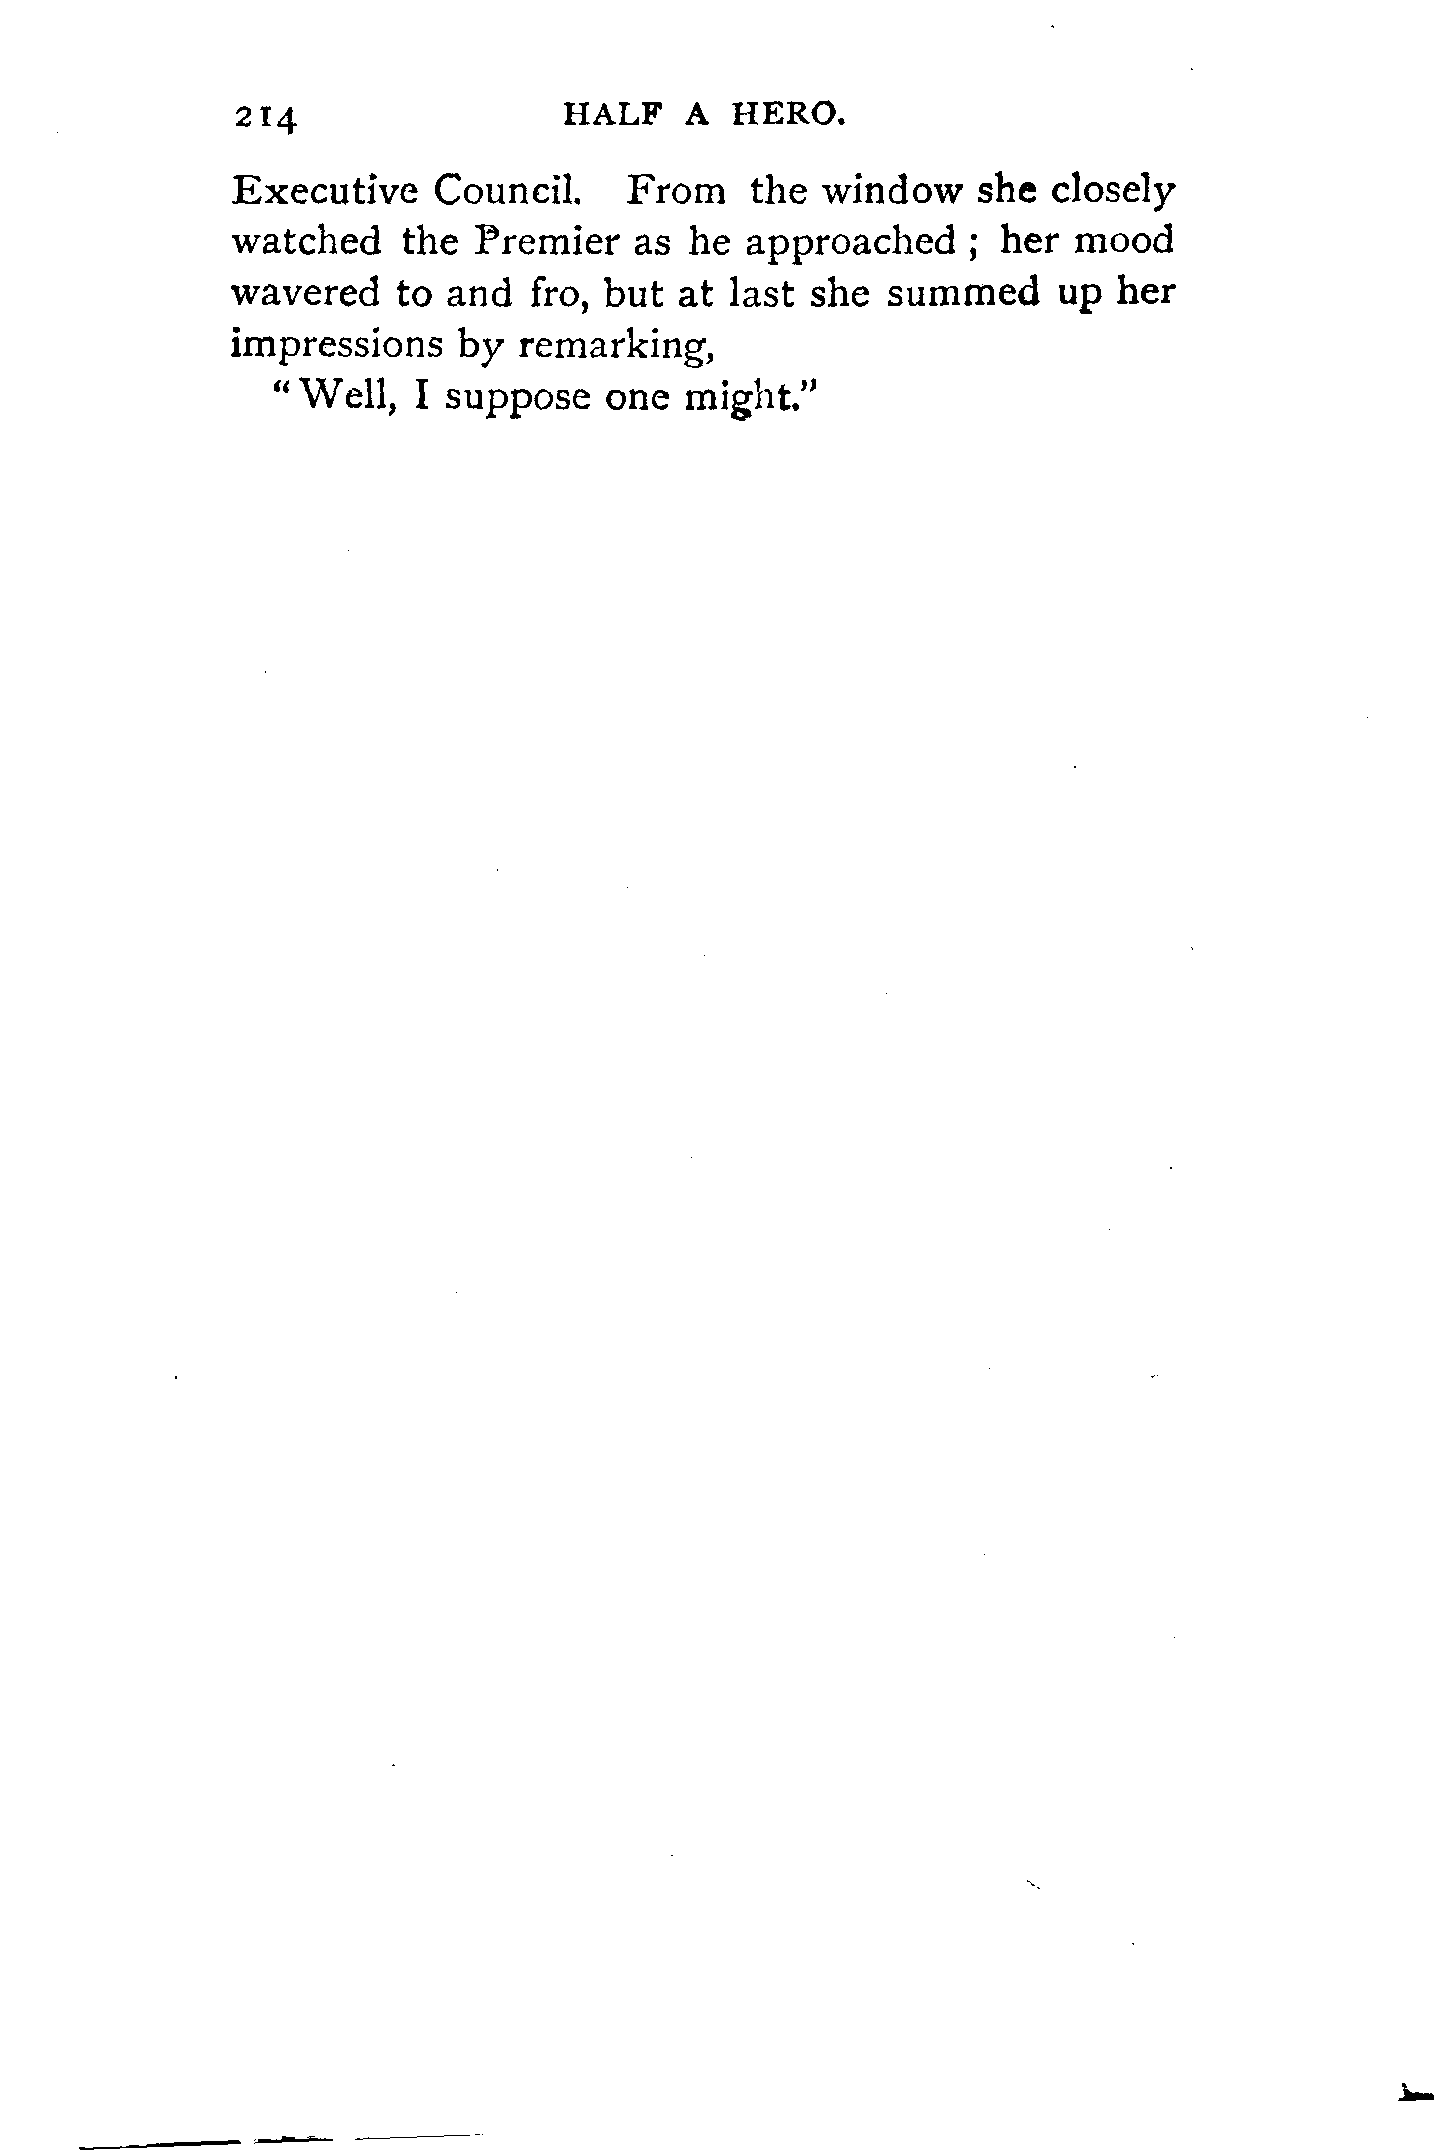 214 HALF A HERO.
Executive Council. From the window she closely
watched the Premier as he approached ; her mood
wavered to and fro, but at last she summed up her
impressions by remarking,
“Well, I suppose one might.”